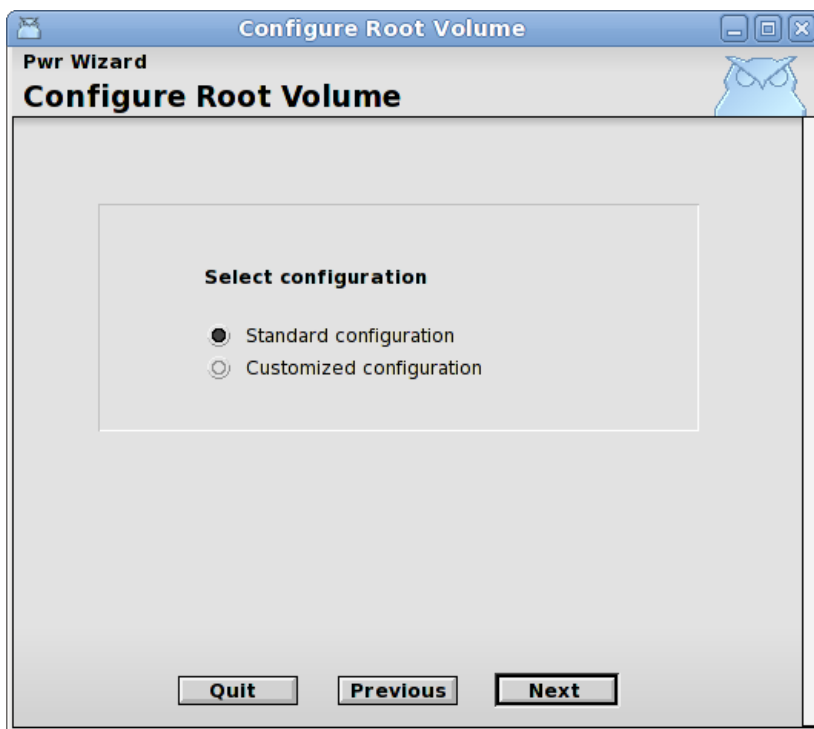 Configure Root Volume
Pwr Wizard
Configure Root Volume
Select configuration
Standard configuration
Customized configuration
Quit Previous Next